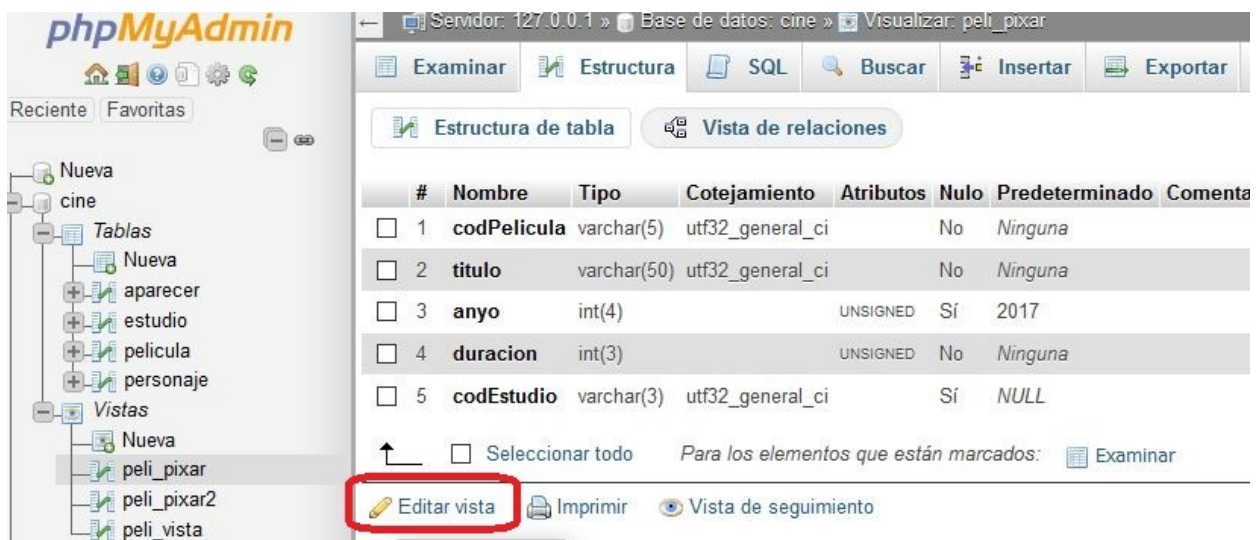 phpMyAdmin
Reciente Favoritas
Nueva
cine
Tablas
Nueva
aparecer
estudio
pelicula
personaje
Vistas
Nueva
peli_pixar
peli_pixar2
peli_vista
Servidor: 127.0.0.1 » Base de datos: cine » Visualizar: peli_pixar
Examinar Estructura SQL Buscar Insertar Exportar
Estructura de tabla Vista de relaciones
# Nombre Tipo Cotejamiento Atributos Nulo Predeterminado Comenta
1 codPelicula varchar(5) utf32_general_ci No Ninguna
2 titulo varchar(50) utf32_general_ci No Ninguna
3 anyo int(4) UNSIGNED Sí 2017
4 duracion int(3) UNSIGNED No Ninguna
5 codEstudio varchar(3) utf32_general_ci Sí NULL
Seleccionar todo Para los elementos que están marcados: Examinar
Editar vista Imprimir Vista de seguimiento